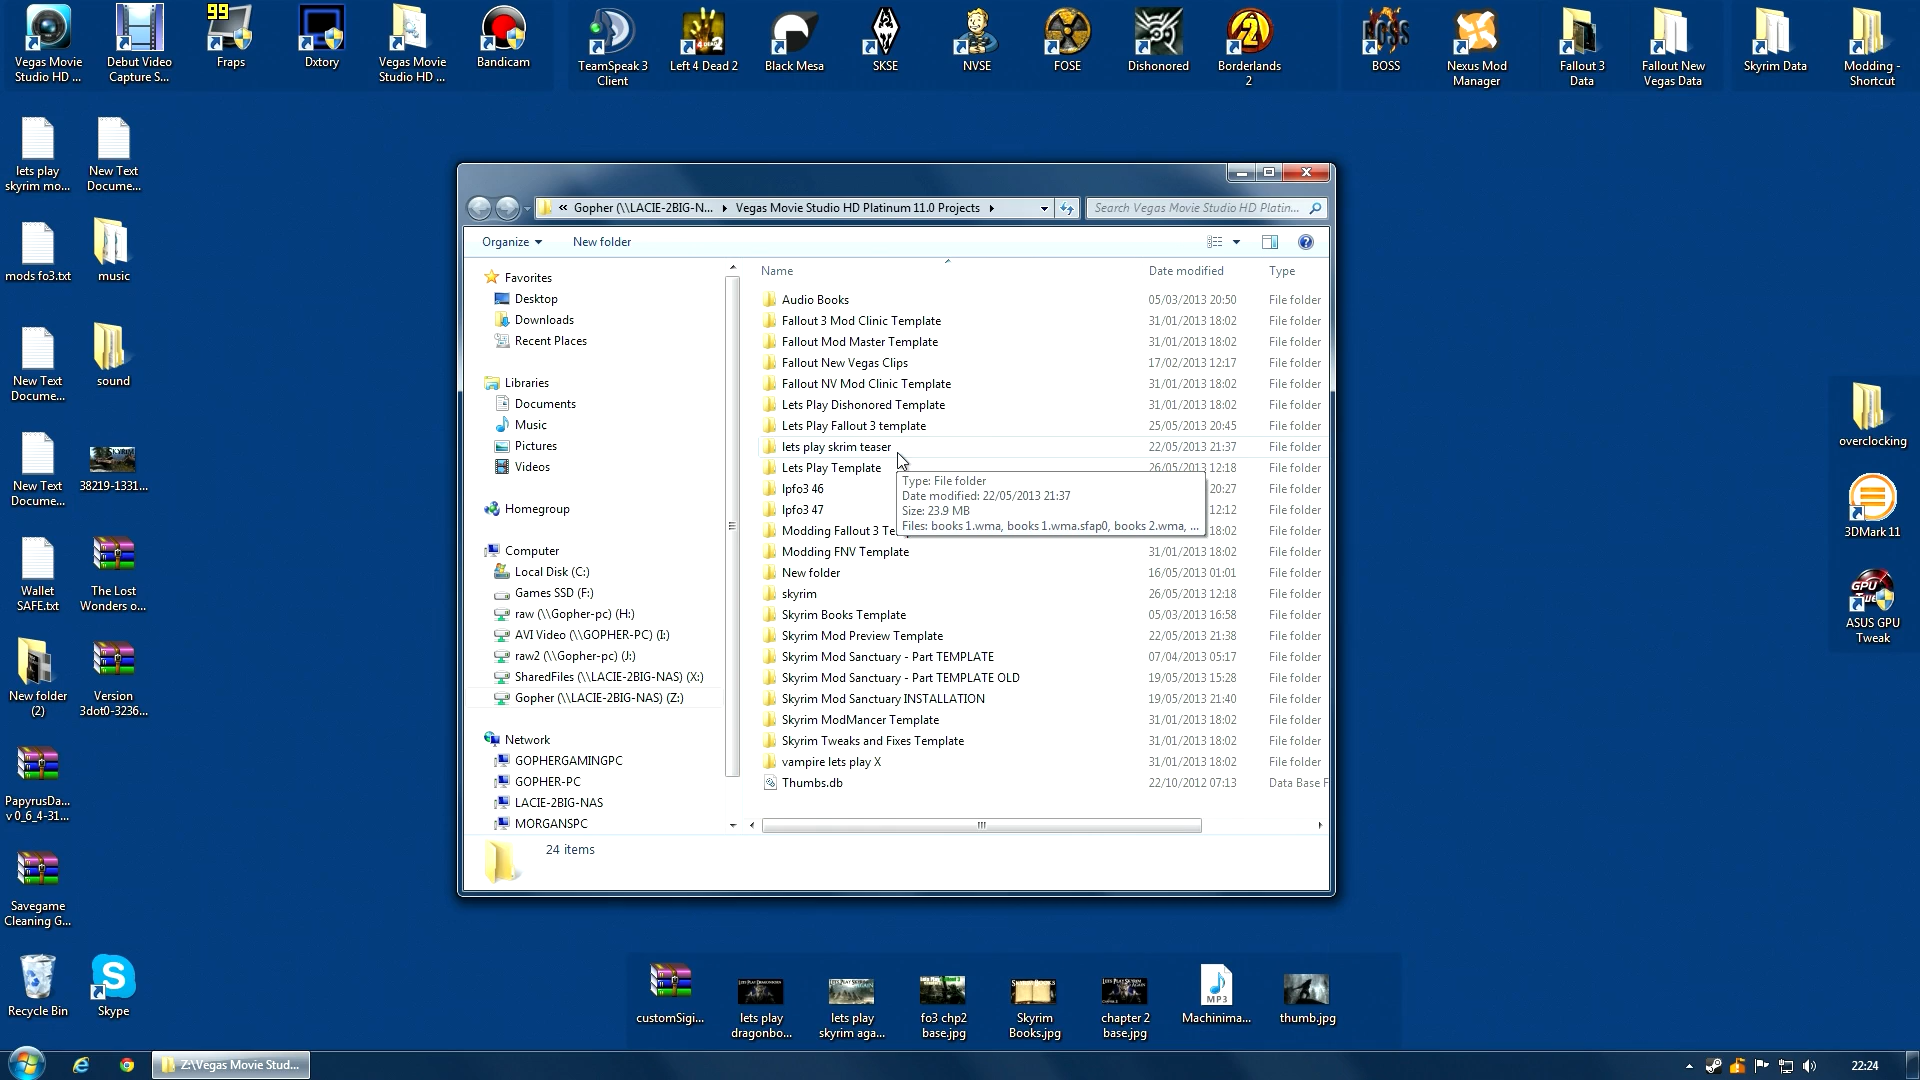 99
Vegas Movie
Studio HD ...
Debut Video
Capture S...
Fraps
Dxtory
Vegas Movie
Studio HD ...
Bandicam
TeamSpeak 3
Client
Left 4 Dead 2
Black Mesa
SKSE
NVSE
FOSE
Dishonored
Borderlands
2
BOSS
Nexus Mod
Manager
Fallout 3
Data
Fallout New
Vegas Data
Skyrim Data
Modding -
Shortcut
lets play
skyrim mo...
New Text
Docume...
mods fo3.txt
music
New Text
Docume...
sound
New Text
Docume...
38219-1331...
Wallet
SAFE.txt
The Lost
Wonders o...
New folder
(2)
Version
3dot0-3236...
PapyrusDa...
v 0_6_4-31...
Savegame
Cleaning G...
Recycle Bin
Skype
« Gopher (\\LACIE-2BIG-N... Vegas Movie Studio HD Platinum 11.0 Projects
Search Vegas Movie Studio HD Platin...
Organize
New folder
Favorites
Desktop
Downloads
Recent Places
Libraries
Documents
Music
Pictures
Videos
Homegroup
Computer
Local Disk (C:)
Games SSD (F:)
raw (\\Gopher-pc) (H:)
AVI Video (\\GOPHER-PC) (I:)
raw2 (\\Gopher-pc) (J:)
SharedFiles (\\LACIE-2BIG-NAS) (X:)
Gopher (\\LACIE-2BIG-NAS) (Z:)
Network
GOPHERGAMINGPC
GOPHER-PC
LACIE-2BIG-NAS
MORGANSPC
Name Date modified Type
Audio Books 05/03/2013 20:50 File folder
Fallout 3 Mod Clinic Template 31/01/2013 18:02 File folder
Fallout Mod Master Template 31/01/2013 18:02 File folder
Fallout New Vegas Clips 17/02/2013 12:17 File folder
Fallout NV Mod Clinic Template 31/01/2013 18:02 File folder
Lets Play Dishonored Template 31/01/2013 18:02 File folder
Lets Play Fallout 3 template 25/05/2013 20:45 File folder
lets play skrim teaser 22/05/2013 21:37 File folder
Lets Play Template 26/05/2013 12:18 File folder
lpfo3 46 20:27 File folder
lpfo3 47 12:12 File folder
Modding Fallout 3 Te 18:02 File folder
Modding FNV Template 31/01/2013 18:02 File folder
New folder 16/05/2013 01:01 File folder
skyrim 26/05/2013 12:18 File folder
Skyrim Books Template 05/03/2013 16:58 File folder
Skyrim Mod Preview Template 22/05/2013 21:38 File folder
Skyrim Mod Sanctuary - Part TEMPLATE 07/04/2013 05:17 File folder
Skyrim Mod Sanctuary - Part TEMPLATE OLD 19/05/2013 15:28 File folder
Skyrim Mod Sanctuary INSTALLATION 19/05/2013 21:40 File folder
Skyrim ModMancer Template 31/01/2013 18:02 File folder
Skyrim Tweaks and Fixes Template 31/01/2013 18:02 File folder
vampire lets play X 31/01/2013 18:02 File folder
Thumbs.db 22/10/2012 07:13 Data Base F
Type: File folder
Date modified: 22/05/2013 21:37
Size: 23.9 MB
Files: books 1.wma, books 1.wma.sfap0, books 2.wma, ...
24 items
overclocking
3DMark 11
ASUS GPU
Tweak
customSigi...
lets play
dragonbo...
lets play
skyrim aga...
fo3 chp2
base.jpg
Skyrim
Books.jpg
chapter 2
base.jpg
MP3
Machinima...
thumb.jpg
Z:\Vegas Movie Stud...
22:24